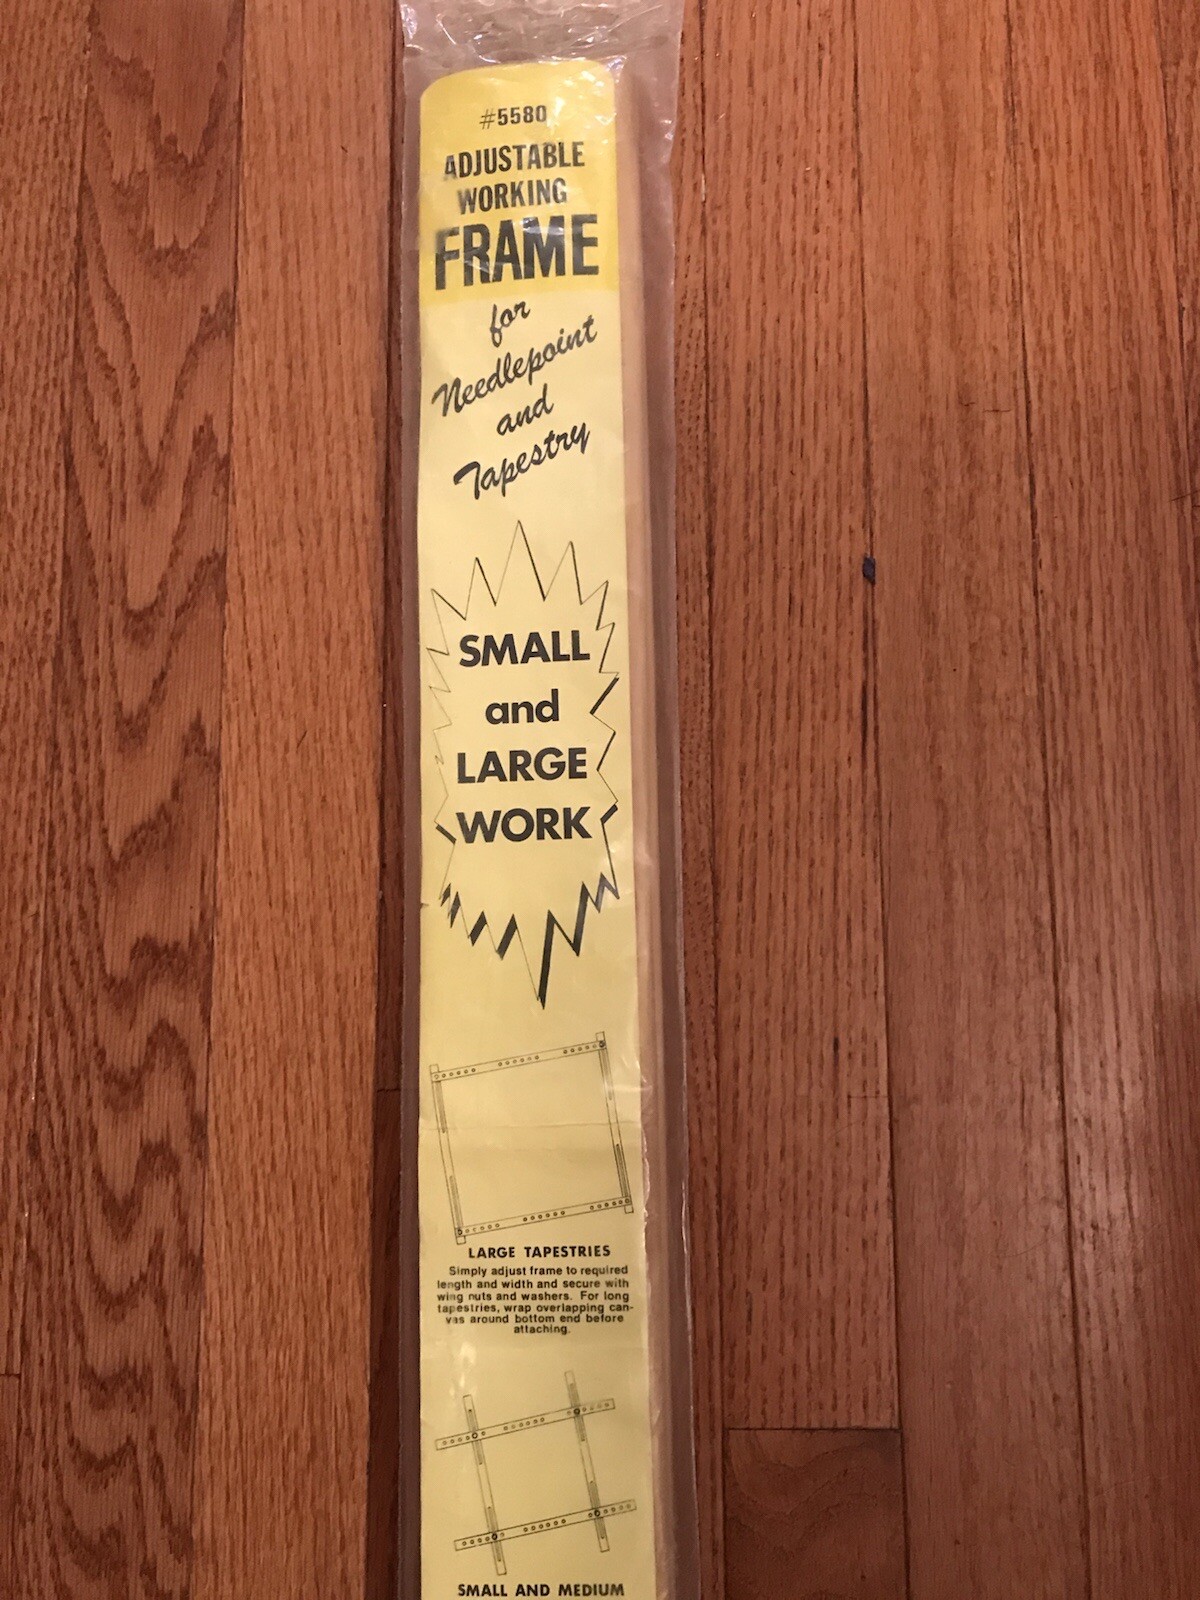 #5580
ADJUSTABLE
WORKING
FRAME
for
Needlepoint
and
Tapestry
SMALL
and
LARGE
WORK
LARGE TAPESTRIES
Simply adjust frame to required
length and width and secure with
wing nuts and washers. For long
tapestries, wrap overlapping can-
vas around bottom end before
attaching.
SMALL AND MEDIUM